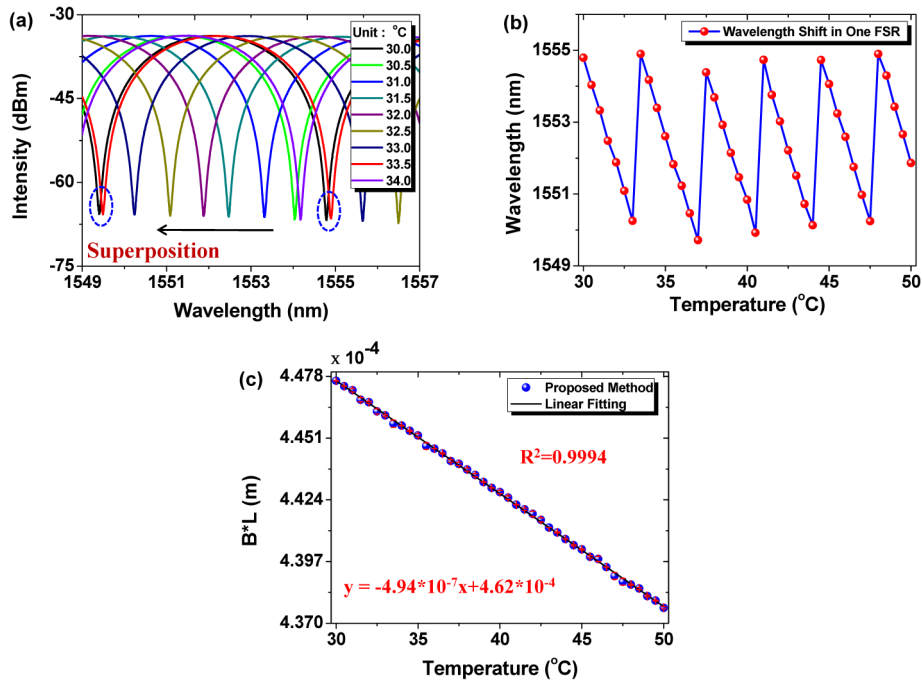 (a)
-30
-45
-60
-75
Intensity (dBm)
Unit : °C
30.0
30.5
31.0
31.5
32.0
32.5
33.0
33.5
34.0
Superposition
1549 1551 1553 1555 1557
Wavelength (nm)
(b)
1555
1553
1551
1549
Wavelength (nm)
Wavelength Shift in One FSR
30 35 40 45 50
Temperature (°C)
(c)
x 10⁻⁴
4.478
4.451
4.424
4.397
4.370
B*L (m)
Proposed Method
Linear Fitting
R²=0.9994
y = -4.94*10⁻⁷x+4.62*10⁻⁴
30 35 40 45 50
Temperature (°C)